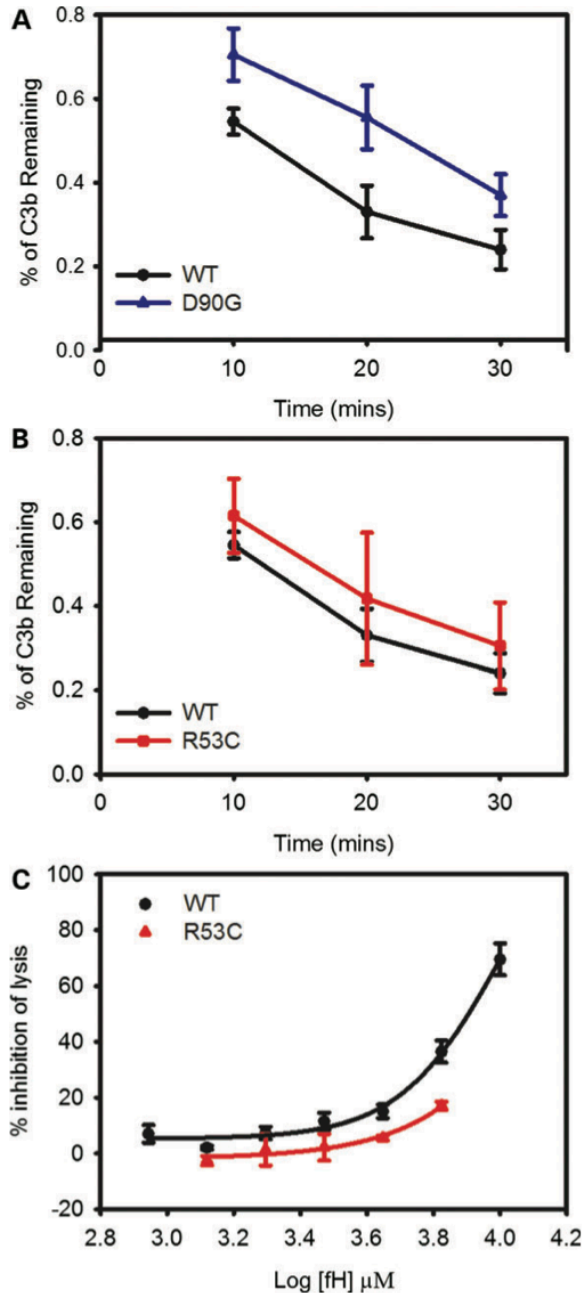 A
0.8
0.6
0.4
0.2
0.0
% of C3b Remaining
WT
D90G
0 10 20 30
Time (mins)
B
0.8
0.6
0.4
0.2
0.0
% of C3b Remaining
WT
R53C
0 10 20 30
Time (mins)
C
100
80
60
40
20
0
-20
% inhibition of lysis
WT
R53C
2.8 3.0 3.2 3.4 3.6 3.8 4.0 4.2
Log [fH] µM